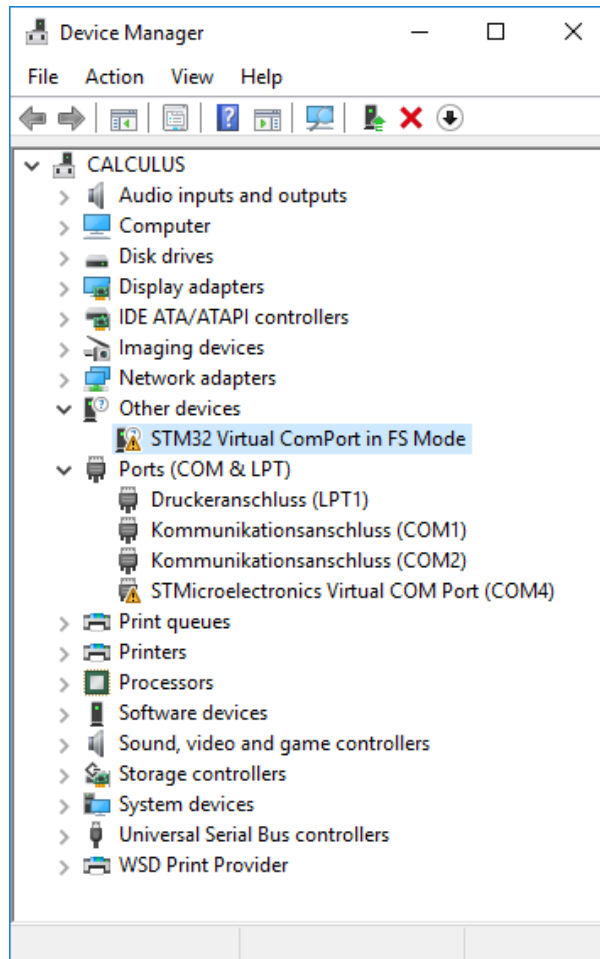 Device Manager
File Action View Help
CALCULUS
Audio inputs and outputs
Computer
Disk drives
Display adapters
IDE ATA/ATAPI controllers
Imaging devices
Network adapters
Other devices
STM32 Virtual ComPort in FS Mode
Ports (COM & LPT)
Druckeranschluss (LPT1)
Kommunikationsanschluss (COM1)
Kommunikationsanschluss (COM2)
STMicroelectronics Virtual COM Port (COM4)
Print queues
Printers
Processors
Software devices
Sound, video and game controllers
Storage controllers
System devices
Universal Serial Bus controllers
WSD Print Provider